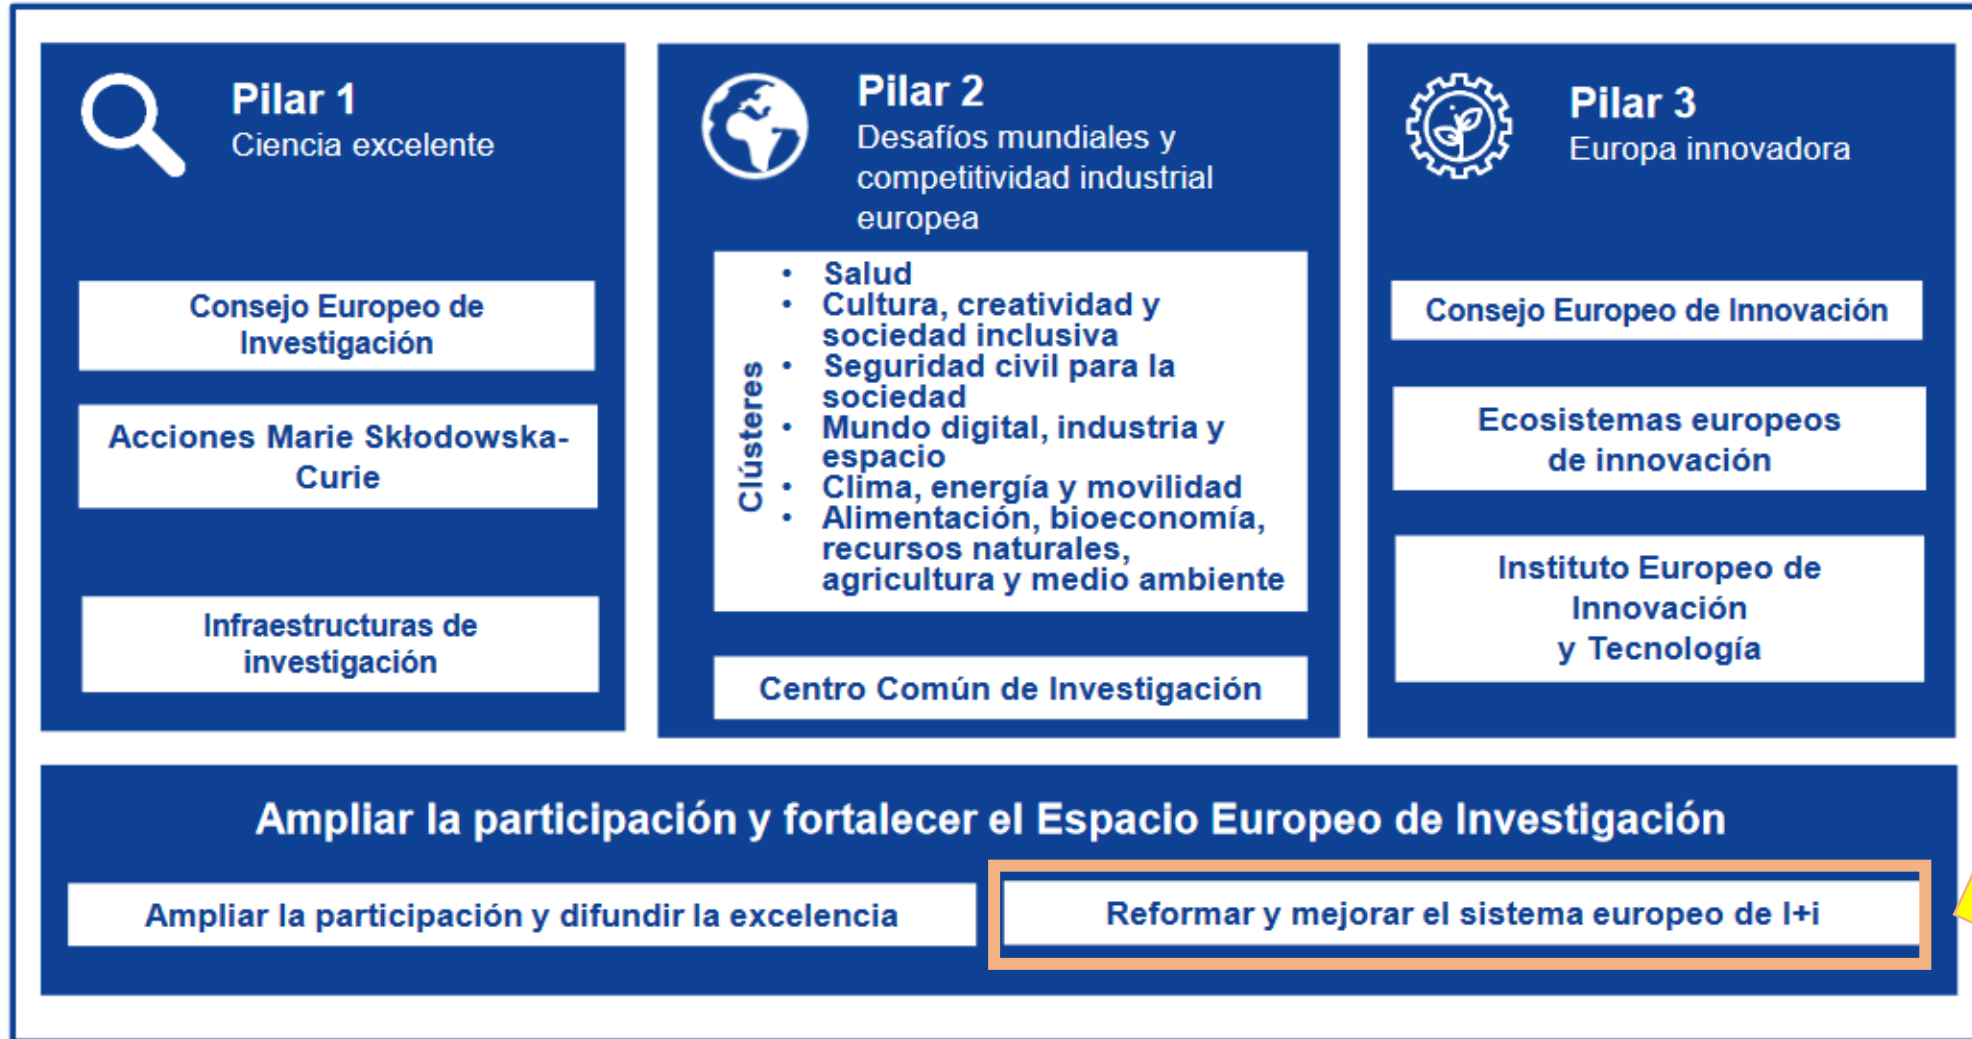 Pilar 1
Ciencia excelente
Consejo Europeo de
Investigación
Acciones Marie Skłodowska-
Curie
Infraestructuras de
investigación
Pilar 2
Desafíos mundiales y
competitividad industrial
europea
Clústeres
• Salud
• Cultura, creatividad y
sociedad inclusiva
• Seguridad civil para la
sociedad
• Mundo digital, industria y
espacio
• Clima, energía y movilidad
• Alimentación, bioeconomía,
recursos naturales,
agricultura y medio ambiente
Centro Común de Investigación
Pilar 3
Europa innovadora
Consejo Europeo de Innovación
Ecosistemas europeos
de innovación
Instituto Europeo de
Innovación
y Tecnología
Ampliar la participación y fortalecer el Espacio Europeo de Investigación
Ampliar la participación y difundir la excelencia
Reformar y mejorar el sistema europeo de I+i